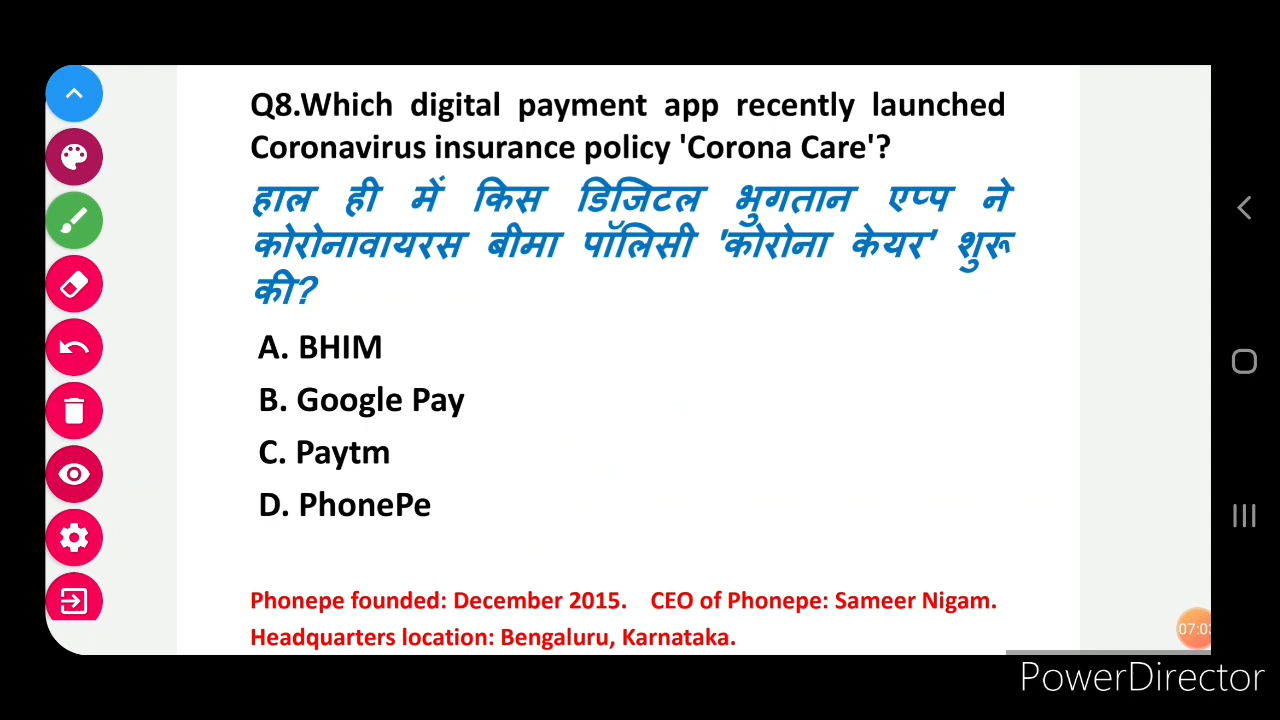 Q8.Which digital payment app recently launched
Coronavirus insurance policy 'Corona Care'?
हाल ही में किस डिजिटल भुगतान एप्प ने
कोरोनावायरस बीमा पॉलिसी 'कोरोना केयर' शुरू
की?
A. BHIM
B. Google Pay
C. Paytm
D. PhonePe
Phonepe founded: December 2015. CEO of Phonepe: Sameer Nigam.
Headquarters location: Bengaluru, Karnataka.
PowerDirector